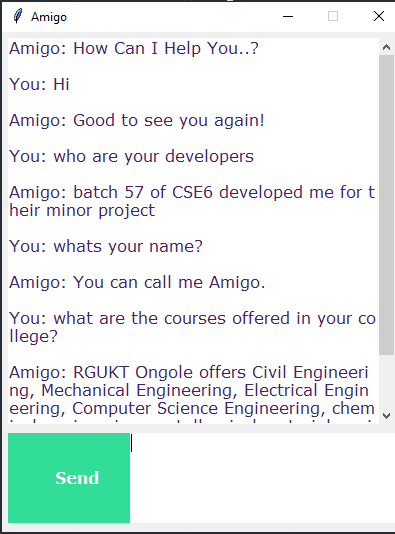 Amigo
Amigo: How Can I Help You..?
You: Hi
Amigo: Good to see you again!
You: who are your developers
Amigo: batch 57 of CSE6 developed me for t
heir minor project
You: whats your name?
Amigo: You can call me Amigo.
You: what are the courses offered in your co
llege?
Amigo: RGUKT Ongole offers Civil Engineeri
ng, Mechanical Engineering, Electrical Engin
eering, Computer Science Engineering, chem
Send